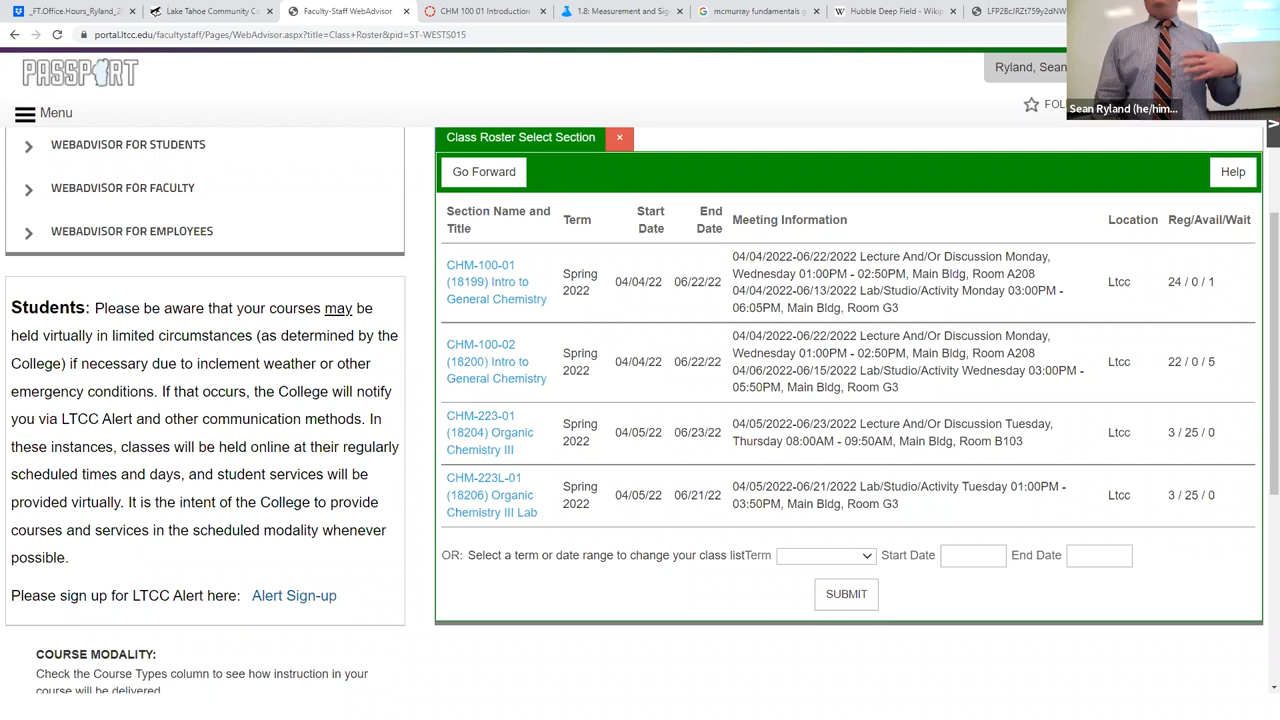 _FT.Office.Hours_Ryland_2(
Lake Tahoe Community Co
Faculty-Staff WebAdvisor
CHM 100 01 Introduction
1.8: Measurement and Sig
mcmurray fundamentals g
Hubble Deep Field - Wikip
LFP2Bc/RZt759y2dNW
portal.ltcc.edu/facultystaff/Pages/WebAdvisor.aspx?title=Class+Roster&pid=ST-WESTS015
PASSPORT
Ryland, Sean
Menu
FOL
Sean Ryland (he/him...
WEBADVISOR FOR STUDENTS
WEBADVISOR FOR FACULTY
WEBADVISOR FOR EMPLOYEES
Students: Please be aware that your courses may be
held virtually in limited circumstances (as determined by the
College) if necessary due to inclement weather or other
emergency conditions. If that occurs, the College will notify
you via LTCC Alert and other communication methods. In
these instances, classes will be held online at their regularly
scheduled times and days, and student services will be
provided virtually. It is the intent of the College to provide
courses and services in the scheduled modality whenever
possible.
Please sign up for LTCC Alert here: Alert Sign-up
COURSE MODALITY:
Check the Course Types column to see how instruction in your
course will be delivered
Class Roster Select Section ×
Go Forward
Help
Section Name and Title
Term
Start Date
End Date
Meeting Information
Location
Reg/Avail/Wait
CHM-100-01
(18199) Intro to
General Chemistry
Spring
2022
04/04/22
06/22/22
04/04/2022-06/22/2022 Lecture And/Or Discussion Monday,
Wednesday 01:00PM - 02:50PM, Main Bldg, Room A208
04/04/2022-06/13/2022 Lab/Studio/Activity Monday 03:00PM -
06:05PM, Main Bldg, Room G3
Ltcc
24 / 0 / 1
CHM-100-02
(18200) Intro to
General Chemistry
Spring
2022
04/04/22
06/22/22
04/04/2022-06/22/2022 Lecture And/Or Discussion Monday,
Wednesday 01:00PM - 02:50PM, Main Bldg, Room A208
04/06/2022-06/15/2022 Lab/Studio/Activity Wednesday 03:00PM -
05:50PM, Main Bldg, Room G3
Ltcc
22 / 0 / 5
CHM-223-01
(18204) Organic
Chemistry III
Spring
2022
04/05/22
06/23/22
04/05/2022-06/23/2022 Lecture And/Or Discussion Tuesday,
Thursday 08:00AM - 09:50AM, Main Bldg, Room B103
Ltcc
3 / 25 / 0
CHM-223L-01
(18206) Organic
Chemistry III Lab
Spring
2022
04/05/22
06/21/22
04/05/2022-06/21/2022 Lab/Studio/Activity Tuesday 01:00PM -
03:50PM, Main Bldg, Room G3
Ltcc
3 / 25 / 0
OR: Select a term or date range to change your class listTerm
Start Date
End Date
SUBMIT